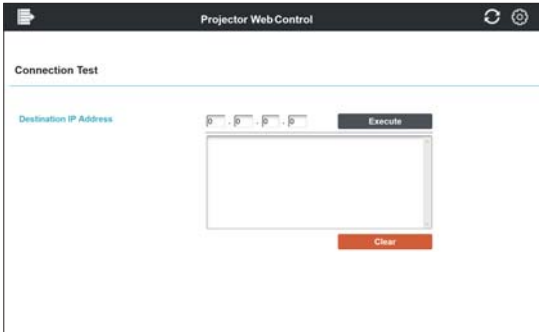 Projector Web Control
Connection Test
Destination IP Address 0 . 0 . 0 . 0 Execute
Clear